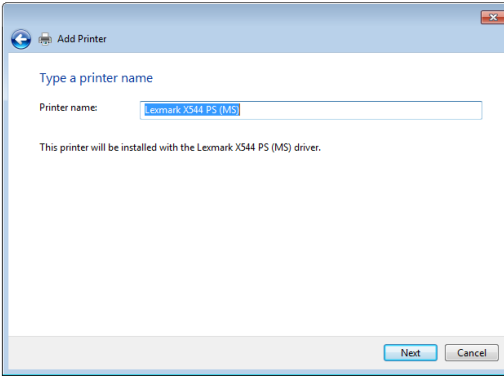 Add Printer
Type a printer name
Printer name: Lexmark X544 PS (MS)
This printer will be installed with the Lexmark X544 PS (MS) driver.
Next Cancel